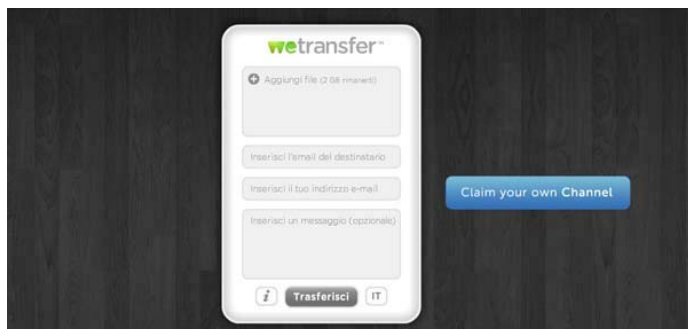 wetransfer™
Aggiungi file (2 GB rimanenti)
Inserisci l'email del destinatario
Inserisci il tuo indirizzo e-mail
Inserisci un messaggio (opzionale)
Claim your own Channel
i Trasferisci IT